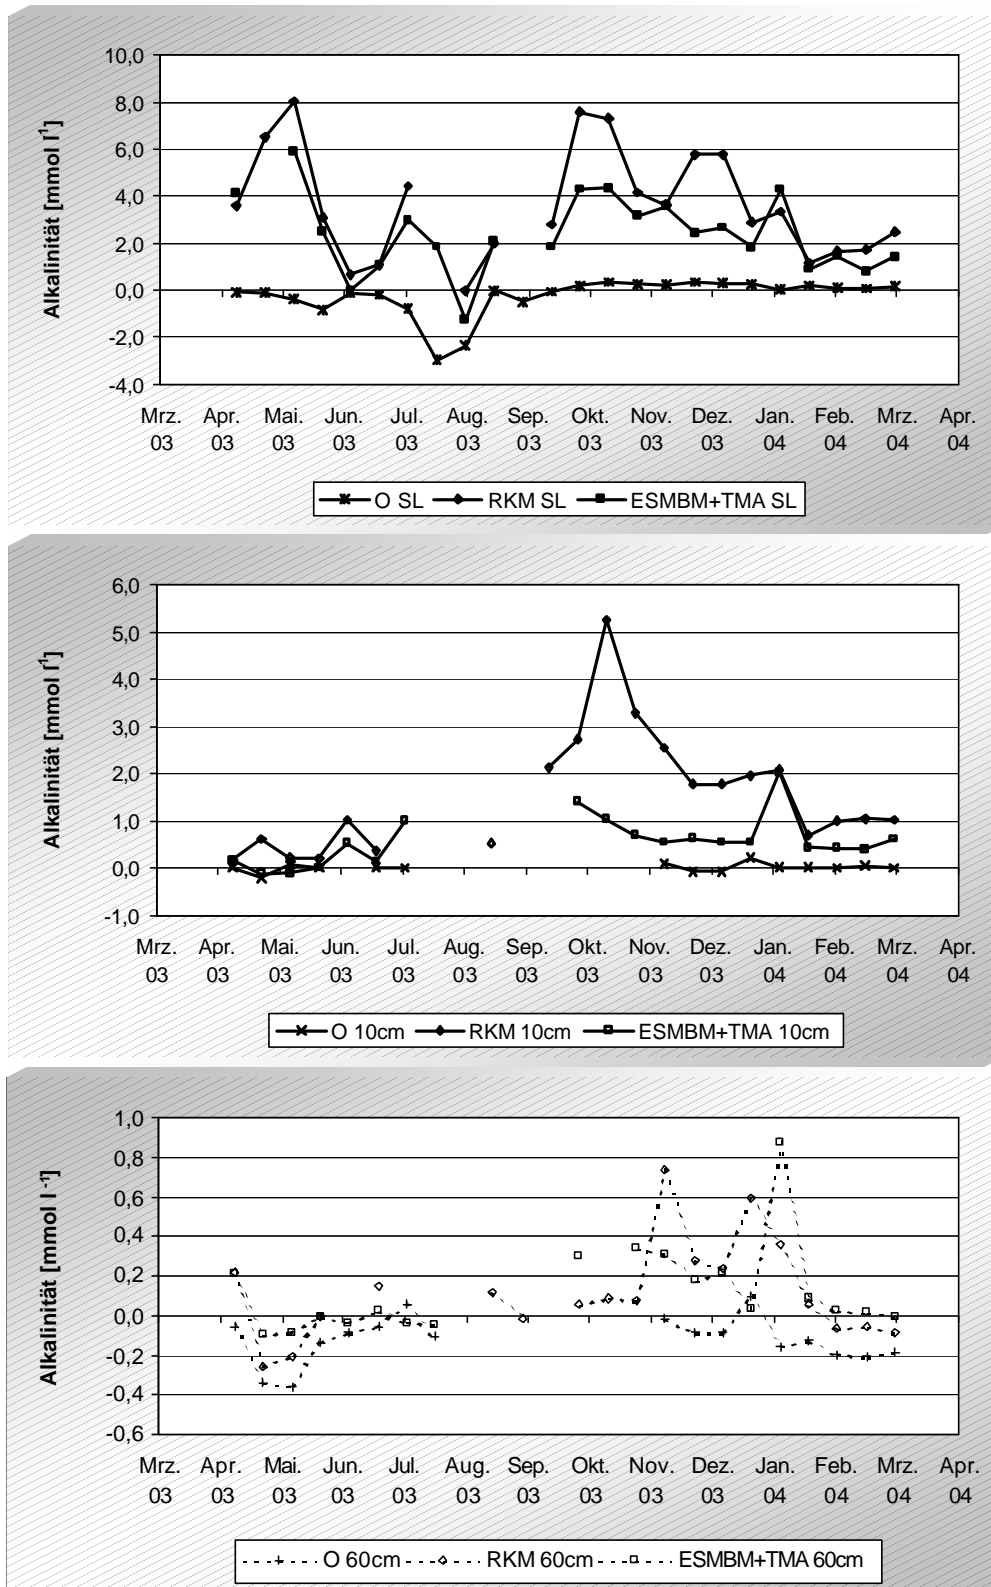 Alkalinität [mmol l¹]
10,0
8,0
6,0
4,0
2,0
0,0
-2,0
-4,0
Mrz. Apr. Mai. Jun. Jul. Aug. Sep. Okt. Nov. Dez. Jan. Feb. Mrz. Apr.
03 03 03 03 03 03 03 03 03 03 04 04 04 04
O SL RKM SL ESMBM+TMA SL
Alkalinität [mmol l¹]
6,0
5,0
4,0
3,0
2,0
1,0
0,0
-1,0
Mrz. Apr. Mai. Jun. Jul. Aug. Sep. Okt. Nov. Dez. Jan. Feb. Mrz. Apr.
03 03 03 03 03 03 03 03 03 03 04 04 04 04
O 10cm RKM 10cm ESMBM+TMA 10cm
Alkalinität [mmol l⁻¹]
1,0
0,8
0,6
0,4
0,2
0,0
-0,2
-0,4
-0,6
Mrz. Apr. Mai. Jun. Jul. Aug. Sep. Okt. Nov. Dez. Jan. Feb. Mrz. Apr.
03 03 03 03 03 03 03 03 03 03 04 04 04 04
O 60cm RKM 60cm ESMBM+TMA 60cm